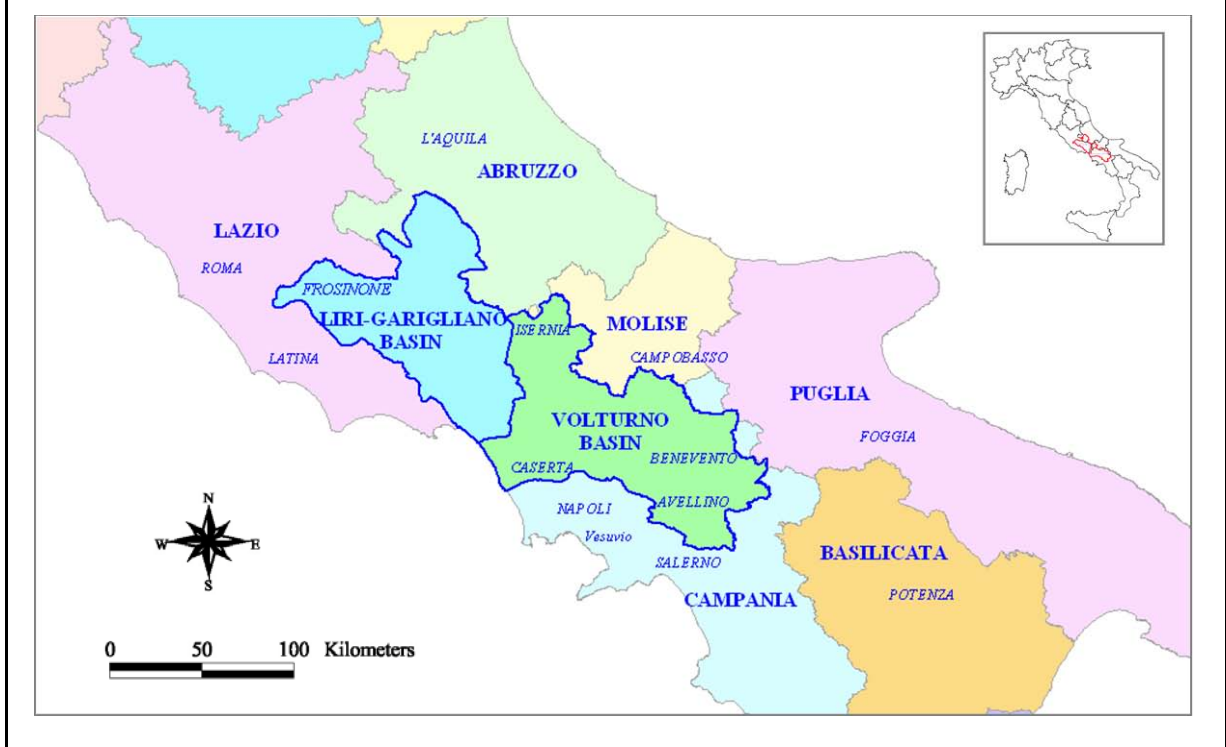 L'AQUILA
ABRUZZO
LAZIO
ROMA
FROSINONE
LIRI-GARIGLIANO
BASIN
LATINA
ISERNIA
MOLISE
CAMPOBASSO
PUGLIA
FOGGIA
VOLTURNO
BASIN
BENEVENTO
CASERTA
AVELLINO
NAPOLI
Vesuvio
SALERNO
CAMPANIA
BASILICATA
POTENZA
N
W E
S
0 50 100 Kilometers